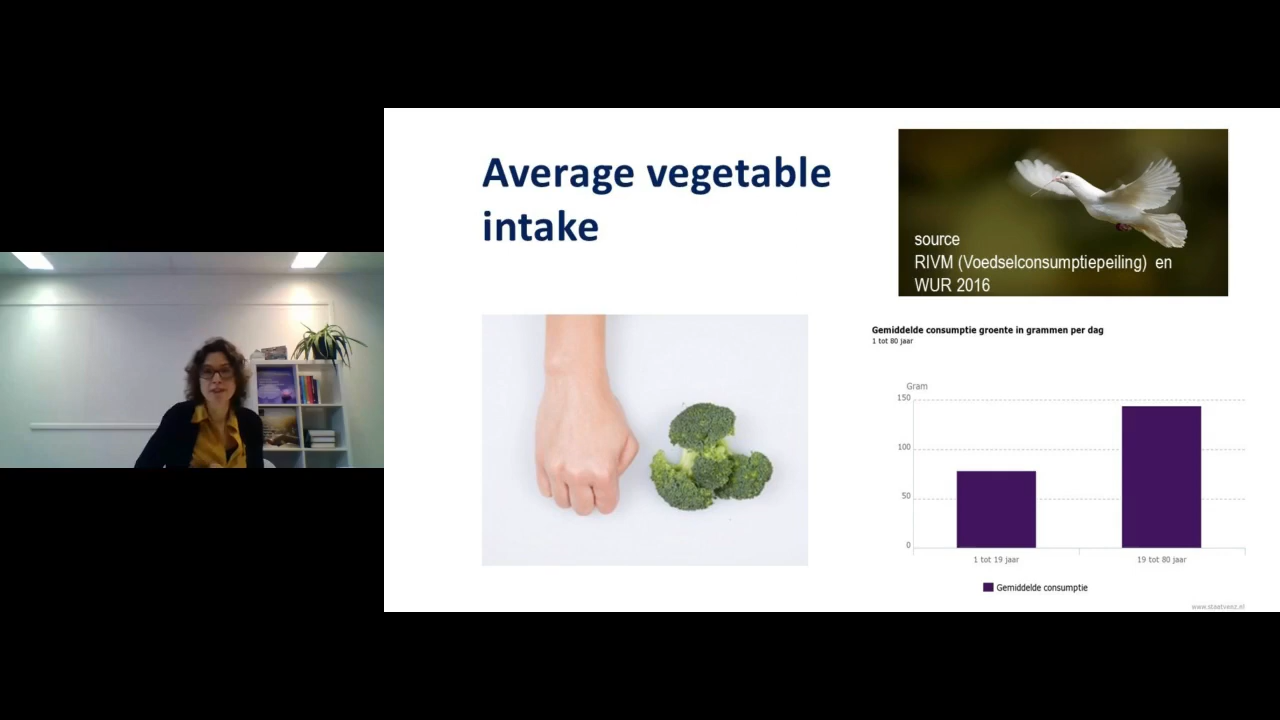 Average vegetable
intake
source
RIVM (Voedselconsumptiepeiling) en
WUR 2016
Gemiddelde consumptie groente in grammen per dag
1 tot 80 jaar
Gram
150
100
50
0
1 tot 19 jaar
19 tot 80 jaar
Gemiddelde consumptie
www.staatvenz.nl